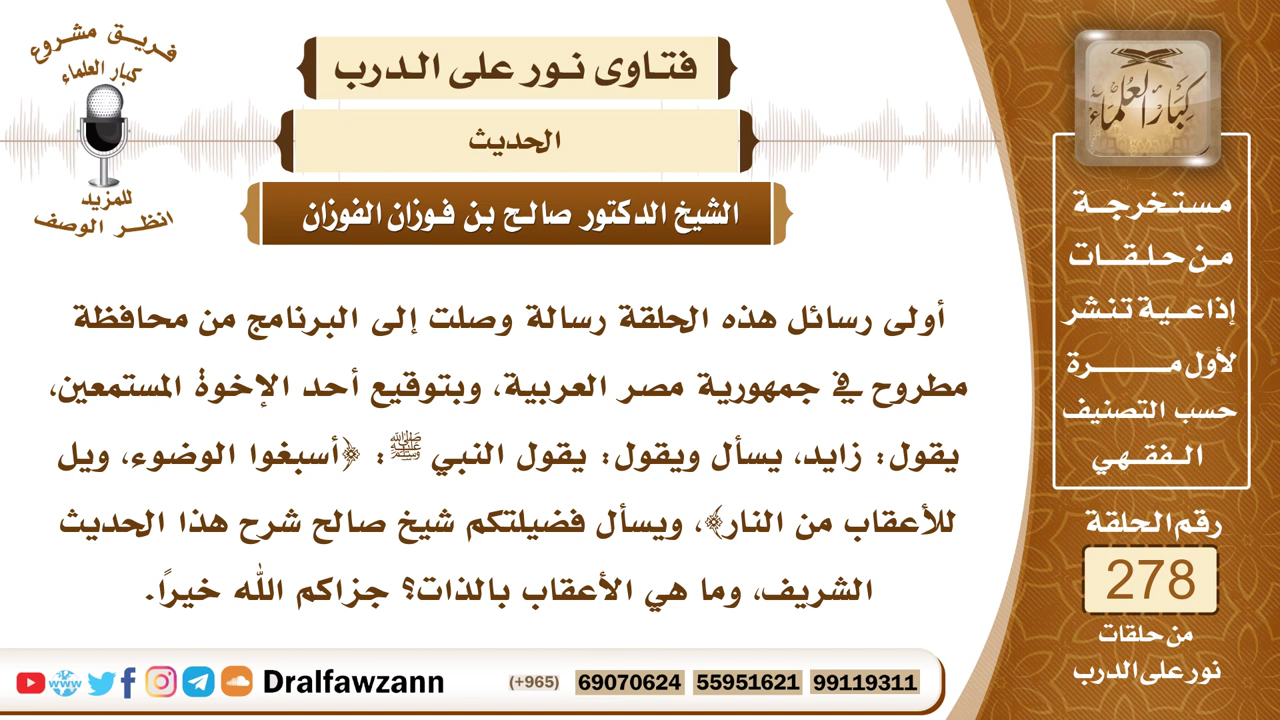 فريق مشروع
كبار العلماء
للمزيد
انظر الوصف
فتاوى نور على الدرب
الحديث
الشيخ الدكتور صالح بن فوزان الفوزان
أولى رسائل هذه الحلقة رسالة وصلت إلى البرنامج من محافظة
مطروح في جمهورية مصر العربية، وبتوقيع أحد الإخوة المستمعين،
يقول: زايد، يسأل ويقول: يقول النبي ﷺ: ﴿أسبغوا الوضوء، ويل
للأعقاب من النار﴾، ويسأل فضيلتكم شيخ صالح شرح هذا الحديث
الشريف، وما هي الأعقاب بالذات؟ جزاكم الله خيرًا.
كبار العلماء
مستخرجة
من حلقات
إذاعية تنشر
لأول مرة
حسب التصنيف
الفقهي
رقم الحلقة
278
من حلقات
نور على الدرب
www
Dralfawzann
(+965) 69070624 55951621 99119311